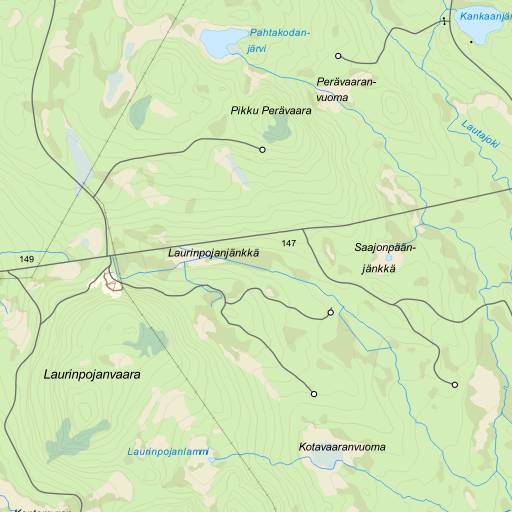 Kankaanjär
Pahtakodan-
järvi
Perävaaran-
vuoma
Pikku Perävaara
Lautajoki
147
Saajonpään-
jänkkä
Laurinpojanjänkkä
149
Laurinpojanvaara
Kotavaaranvuoma
Laurinpojanlammi